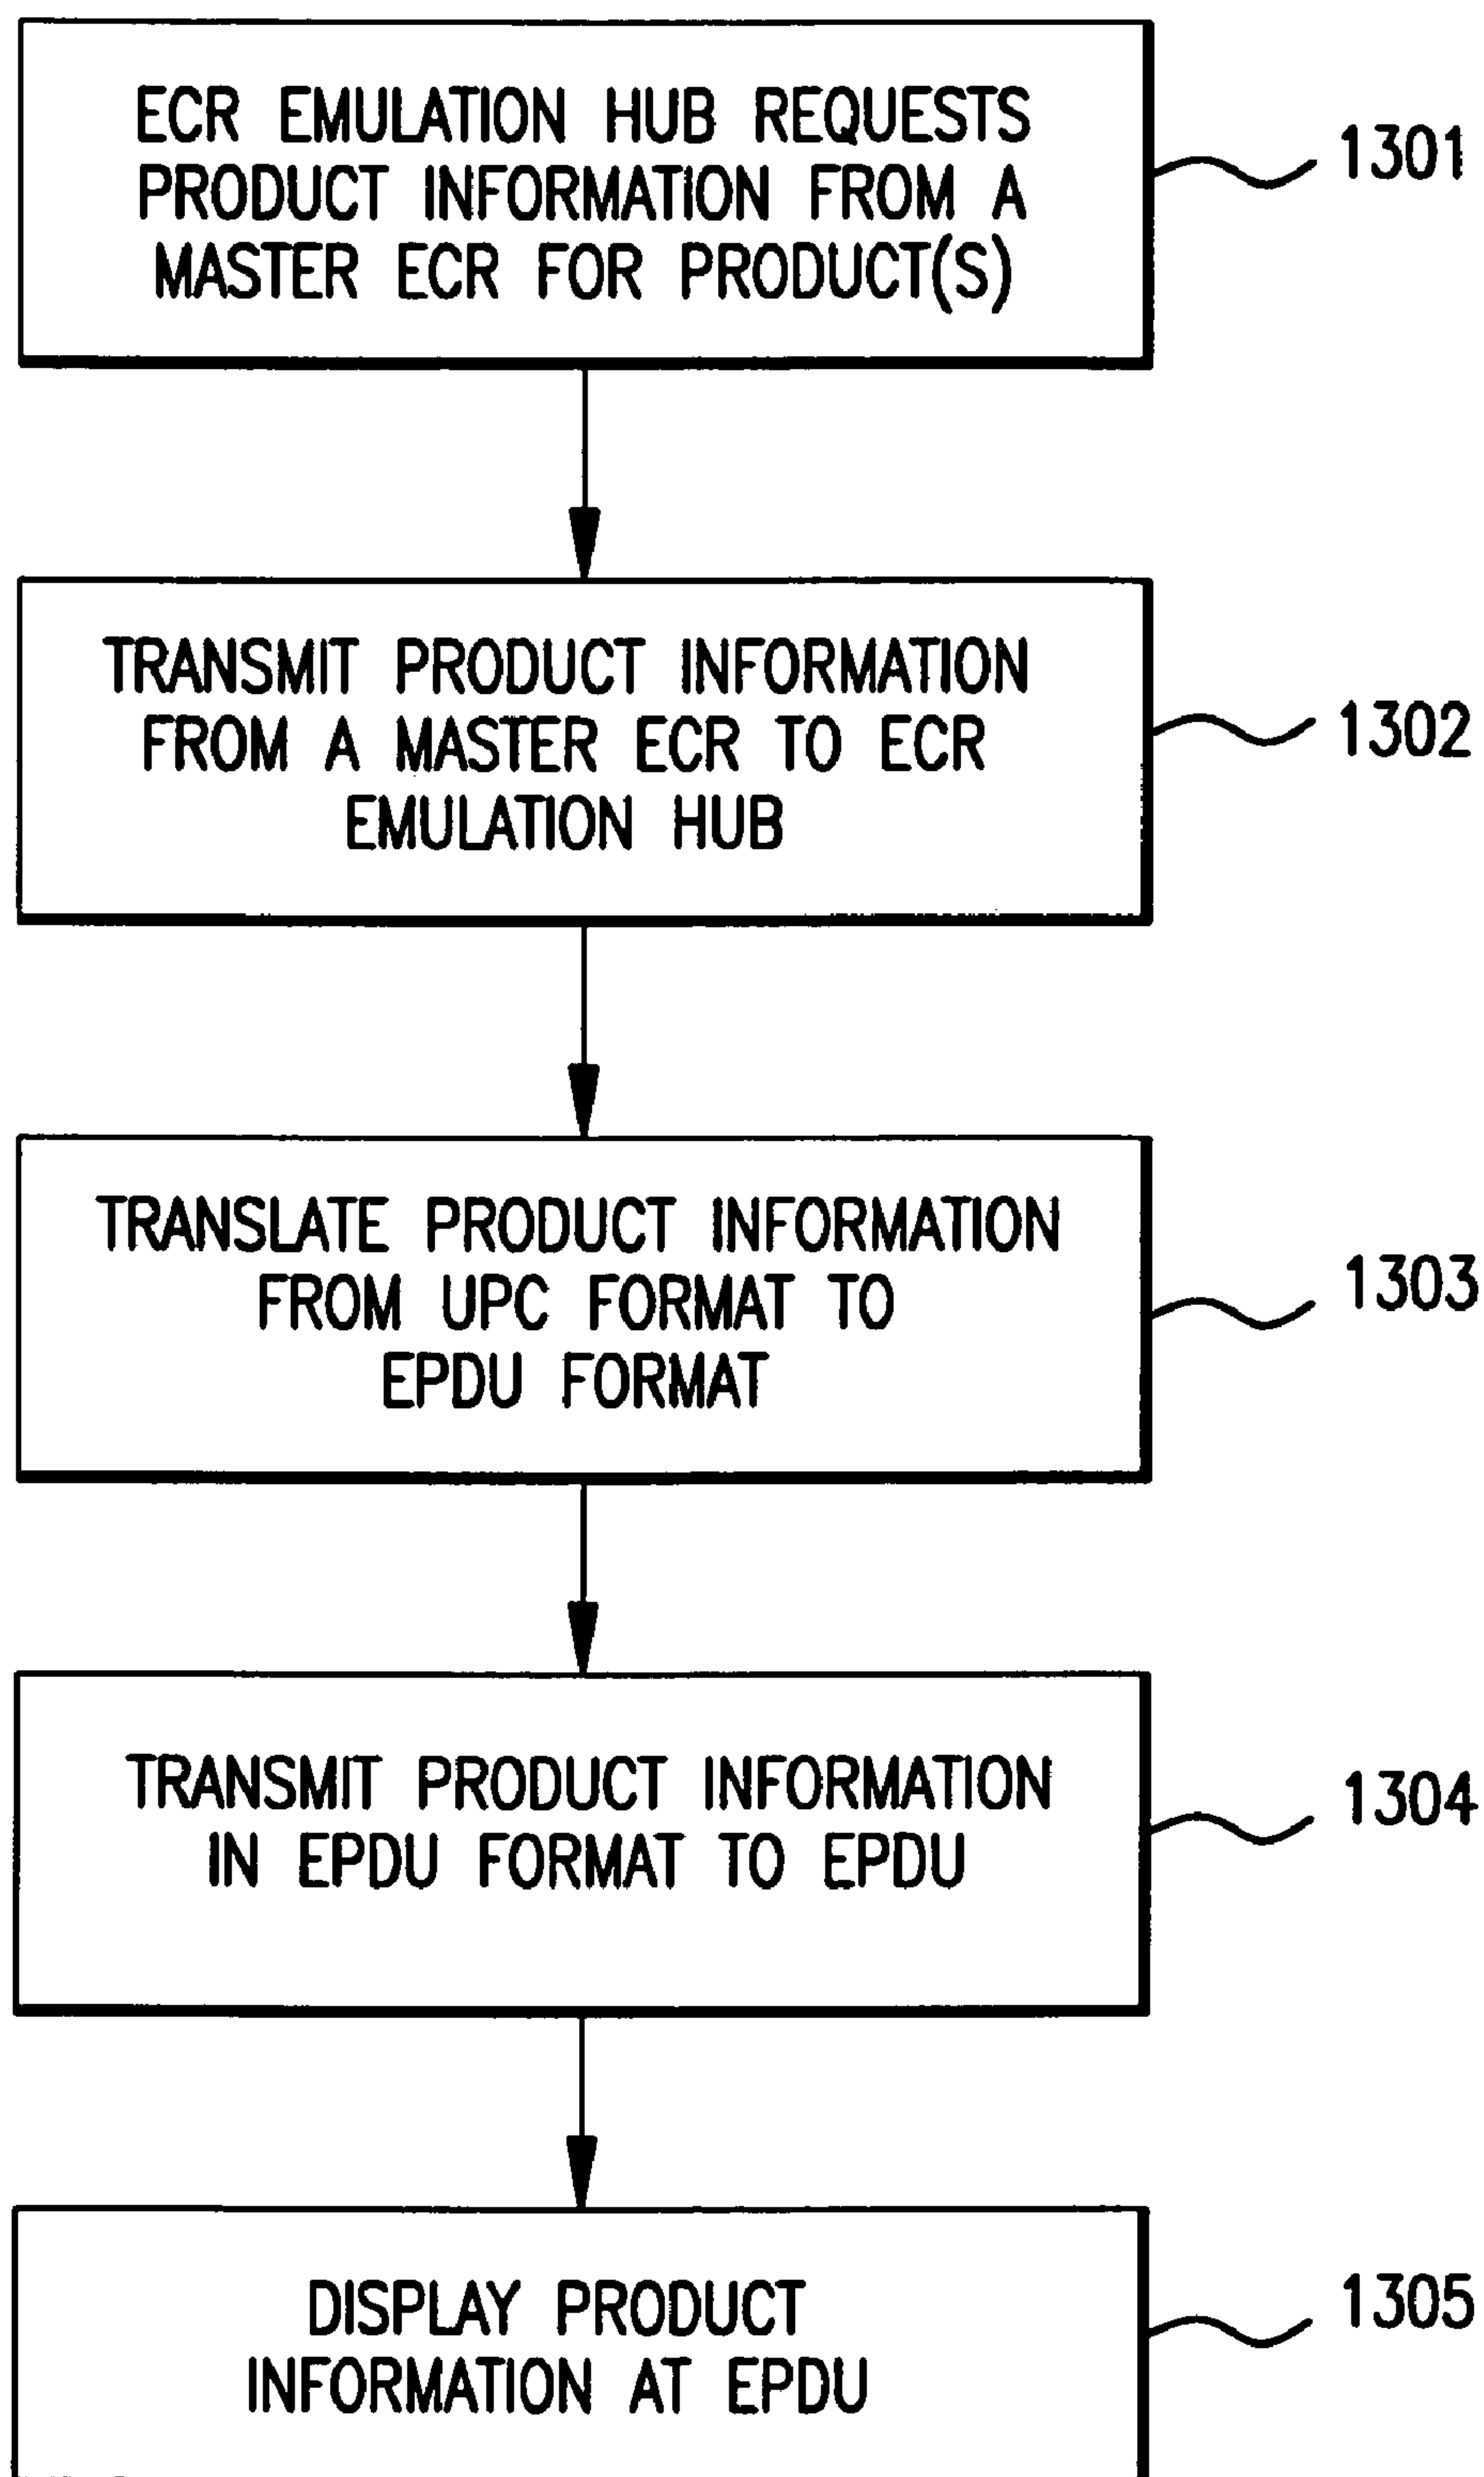 ECR EMULATION HUB REQUESTS
PRODUCT INFORMATION FROM A
MASTER ECR FOR PRODUCT(S)
1301
TRANSMIT PRODUCT INFORMATION
FROM A MASTER ECR TO ECR
EMULATION HUB
1302
TRANSLATE PRODUCT INFORMATION
FROM UPC FORMAT TO
EPDU FORMAT
1303
TRANSMIT PRODUCT INFORMATION
IN EPDU FORMAT TO EPDU
1304
DISPLAY PRODUCT
INFORMATION AT EPDU
1305